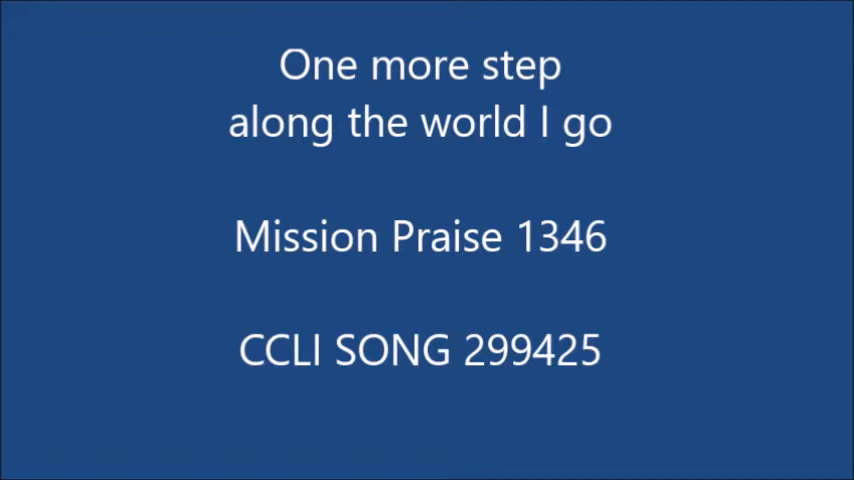 One more step
along the world I go
Mission Praise 1346
CCLI SONG 299425